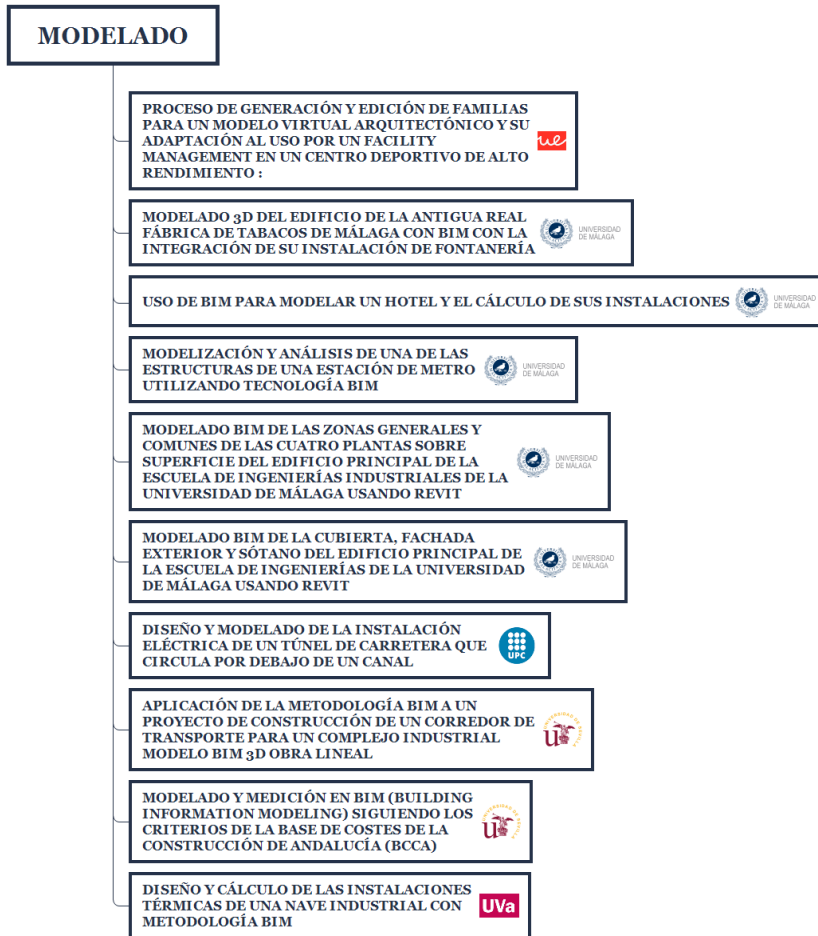 MODELADO
PROCESO DE GENERACIÓN Y EDICIÓN DE FAMILIAS
PARA UN MODELO VIRTUAL ARQUITECTÓNICO Y SU
ADAPTACIÓN AL USO POR UN FACILITY
MANAGEMENT EN UN CENTRO DEPORTIVO DE ALTO
RENDIMIENTO :
ue
MODELADO 3D DEL EDIFICIO DE LA ANTIGUA REAL
FÁBRICA DE TABACOS DE MÁLAGA CON BIM CON LA
INTEGRACIÓN DE SU INSTALACIÓN DE FONTANERÍA
UNIVERSIDAD
DE MÁLAGA
USO DE BIM PARA MODELAR UN HOTEL Y EL CÁLCULO DE SUS INSTALACIONES
UNIVERSIDAD
DE MÁLAGA
MODELIZACIÓN Y ANÁLISIS DE UNA DE LAS
ESTRUCTURAS DE UNA ESTACIÓN DE METRO
UTILIZANDO TECNOLOGÍA BIM
UNIVERSIDAD
DE MÁLAGA
MODELADO BIM DE LAS ZONAS GENERALES Y
COMUNES DE LAS CUATRO PLANTAS SOBRE
SUPERFICIE DEL EDIFICIO PRINCIPAL DE LA
ESCUELA DE INGENIERÍAS INDUSTRIALES DE LA
UNIVERSIDAD DE MÁLAGA USANDO REVIT
UNIVERSIDAD
DE MÁLAGA
MODELADO BIM DE LA CUBIERTA, FACHADA
EXTERIOR Y SÓTANO DEL EDIFICIO PRINCIPAL DE
LA ESCUELA DE INGENIERÍAS DE LA UNIVERSIDAD
DE MÁLAGA USANDO REVIT
UNIVERSIDAD
DE MÁLAGA
DISEÑO Y MODELADO DE LA INSTALACIÓN
ELÉCTRICA DE UN TÚNEL DE CARRETERA QUE
CIRCULA POR DEBAJO DE UN CANAL
UPC
APLICACIÓN DE LA METODOLOGÍA BIM A UN
PROYECTO DE CONSTRUCCIÓN DE UN CORREDOR DE
TRANSPORTE PARA UN COMPLEJO INDUSTRIAL
MODELO BIM 3D OBRA LINEAL
MODELADO Y MEDICIÓN EN BIM (BUILDING
INFORMATION MODELING) SIGUIENDO LOS
CRITERIOS DE LA BASE DE COSTES DE LA
CONSTRUCCIÓN DE ANDALUCÍA (BCCA)
DISEÑO Y CÁLCULO DE LAS INSTALACIONES
TÉRMICAS DE UNA NAVE INDUSTRIAL CON
METODOLOGÍA BIM
UVa